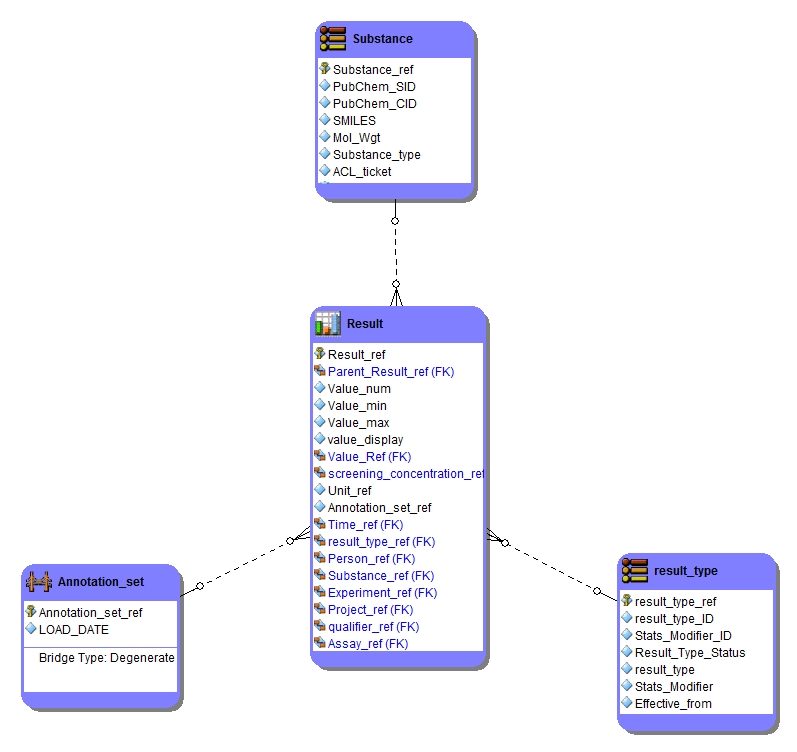 Substance
Substance_ref
PubChem_SID
PubChem_CID
SMILES
Mol_Wgt
Substance_type
ACL_ticket
Result
Result_ref
Parent_Result_ref (FK)
Value_num
Value_min
Value_max
value_display
Value_Ref (FK)
screening_concentration_ref
Unit_ref
Annotation_set_ref
Time_ref (FK)
result_type_ref (FK)
Person_ref (FK)
Substance_ref (FK)
Experiment_ref (FK)
Project_ref (FK)
qualifier_ref (FK)
Assay_ref (FK)
Annotation_set
Annotation_set_ref
LOAD_DATE
Bridge Type: Degenerate
result_type
result_type_ref
result_type_ID
Stats_Modifier_ID
Result_Type_Status
result_type
Stats_Modifier
Effective_from